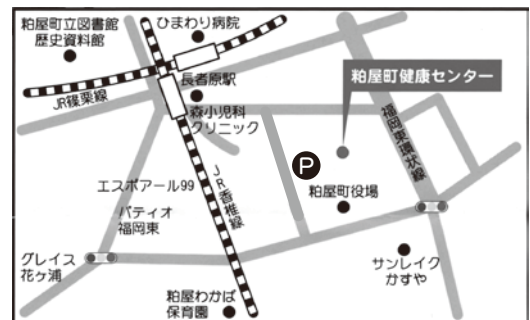 粕屋町立図書館
歴史資料館
ひまわり病院
JR篠栗線
長者原駅
森小児科
クリニック
粕屋町健康センター
福岡東環状線
P
JR香椎線
エスポアール99
パティオ
福岡東
粕屋町役場
グレイス
花ヶ浦
サンレイク
かすや
粕屋わかば
保育園